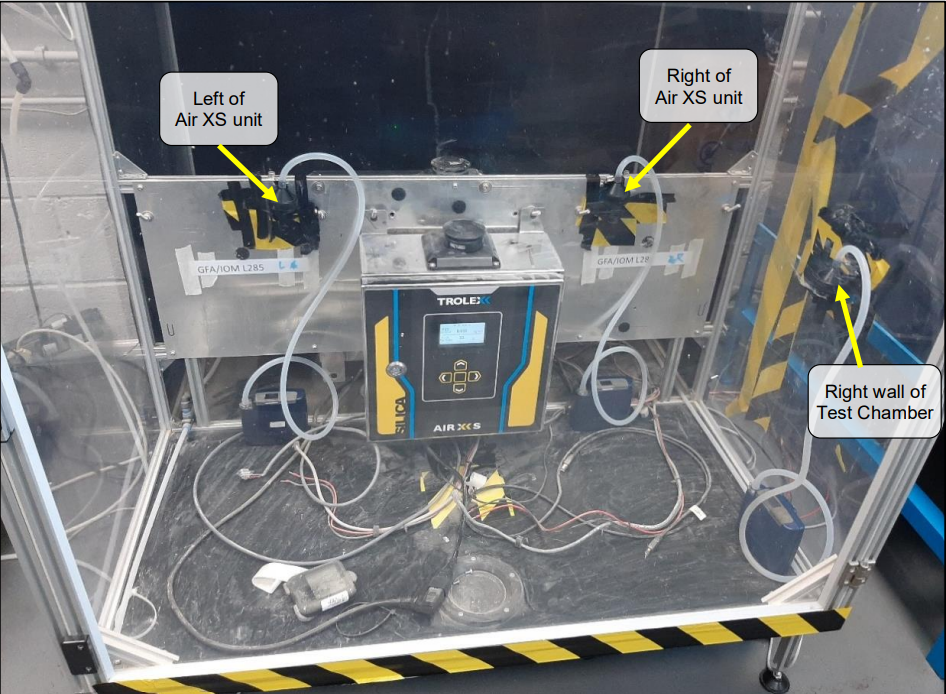 Left of
Air XS unit
Right of
Air XS unit
GFA/IOM L285 L
GFA/IOM L28
TROLEX
SILICA
AIR XS
Right wall of
Test Chamber